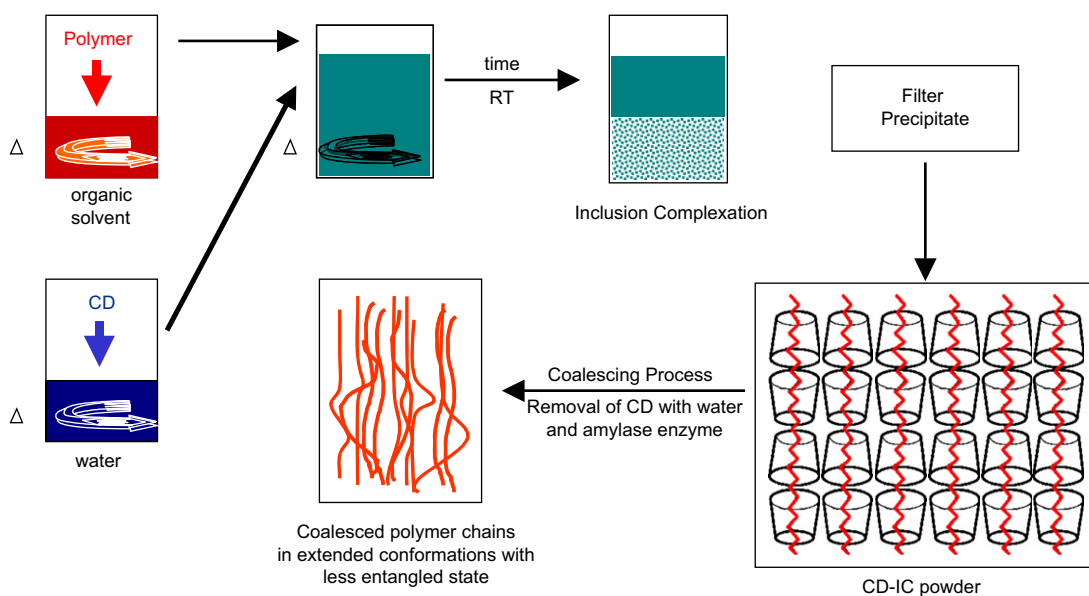 Polymer
Δ
organic
solvent
Δ
time
RT
Inclusion Complexation
Filter
Precipitate
CD
Δ
water
Coalescing Process
Removal of CD with water
and amylase enzyme
Coalesced polymer chains
in extended conformations with
less entangled state
CD-IC powder